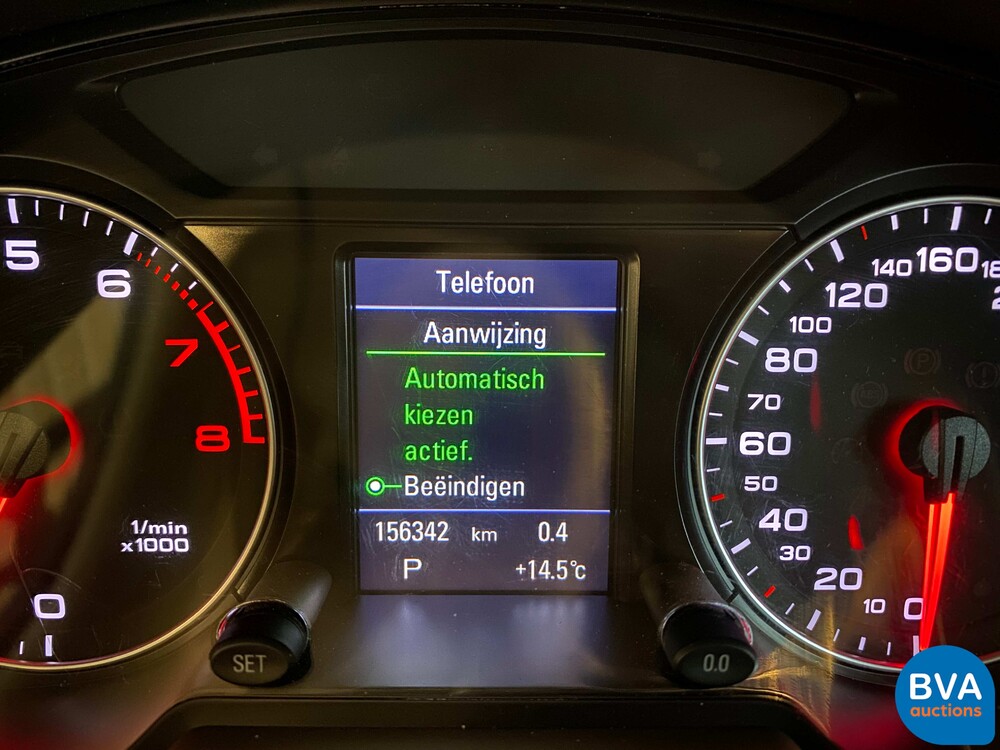 Telefoon
Aanwijzing
Automatisch
kiezen
actief.
Beëindigen
156342 km 0.4
P +14.5°C
5
6
7
8
1/min
x1000
0
SET
0.0
160
140
120
100
80
70
60
50
40
30
20
10
0
BVA
auctions